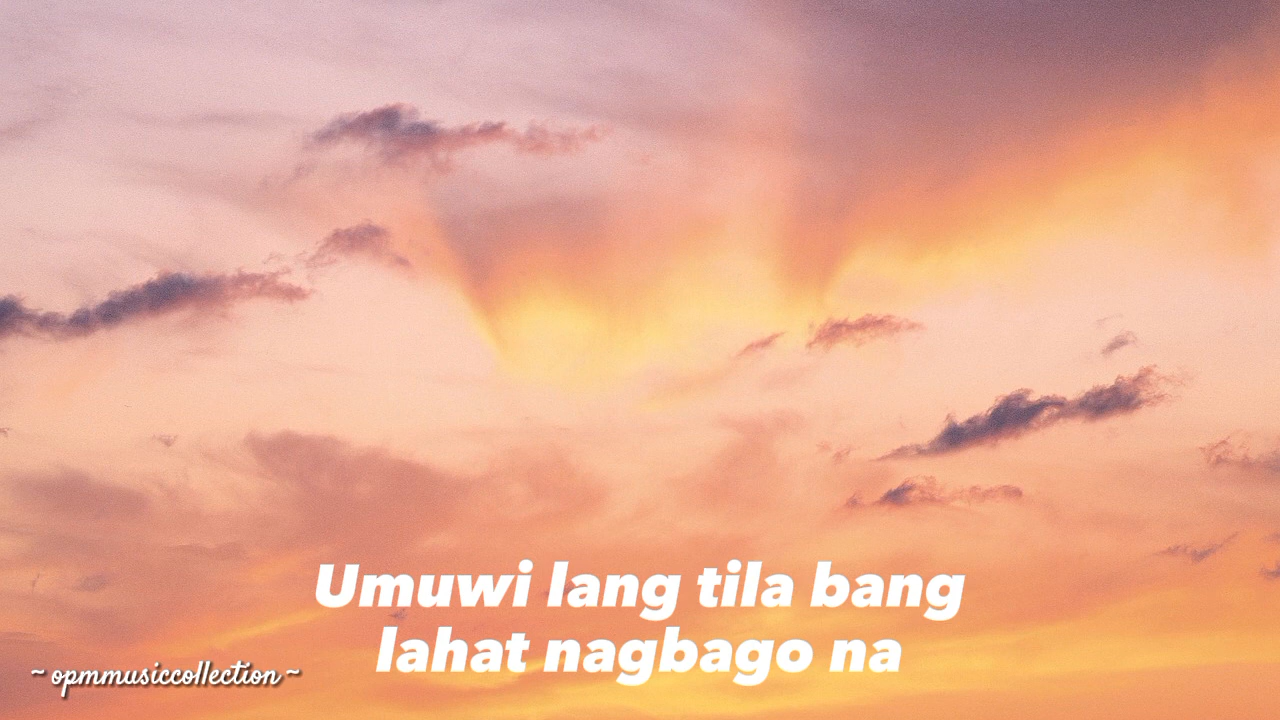 Umuwi lang tila bang
lahat nagbago na
~ opmmusiccollection ~